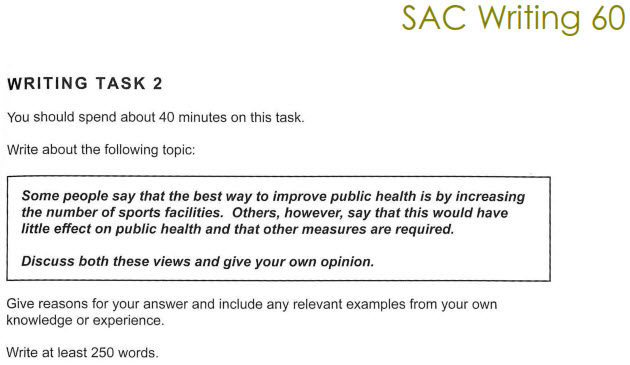 SAC Writing 60
WRITING TASK 2
You should spend about 40 minutes on this task.
Write about the following topic:
Some people say that the best way to improve public health is by increasing
the number of sports facilities. Others, however, say that this would have
little effect on public health and that other measures are required.
Discuss both these views and give your own opinion.
Give reasons for your answer and include any relevant examples from your own
knowledge or experience.
Write at least 250 words.